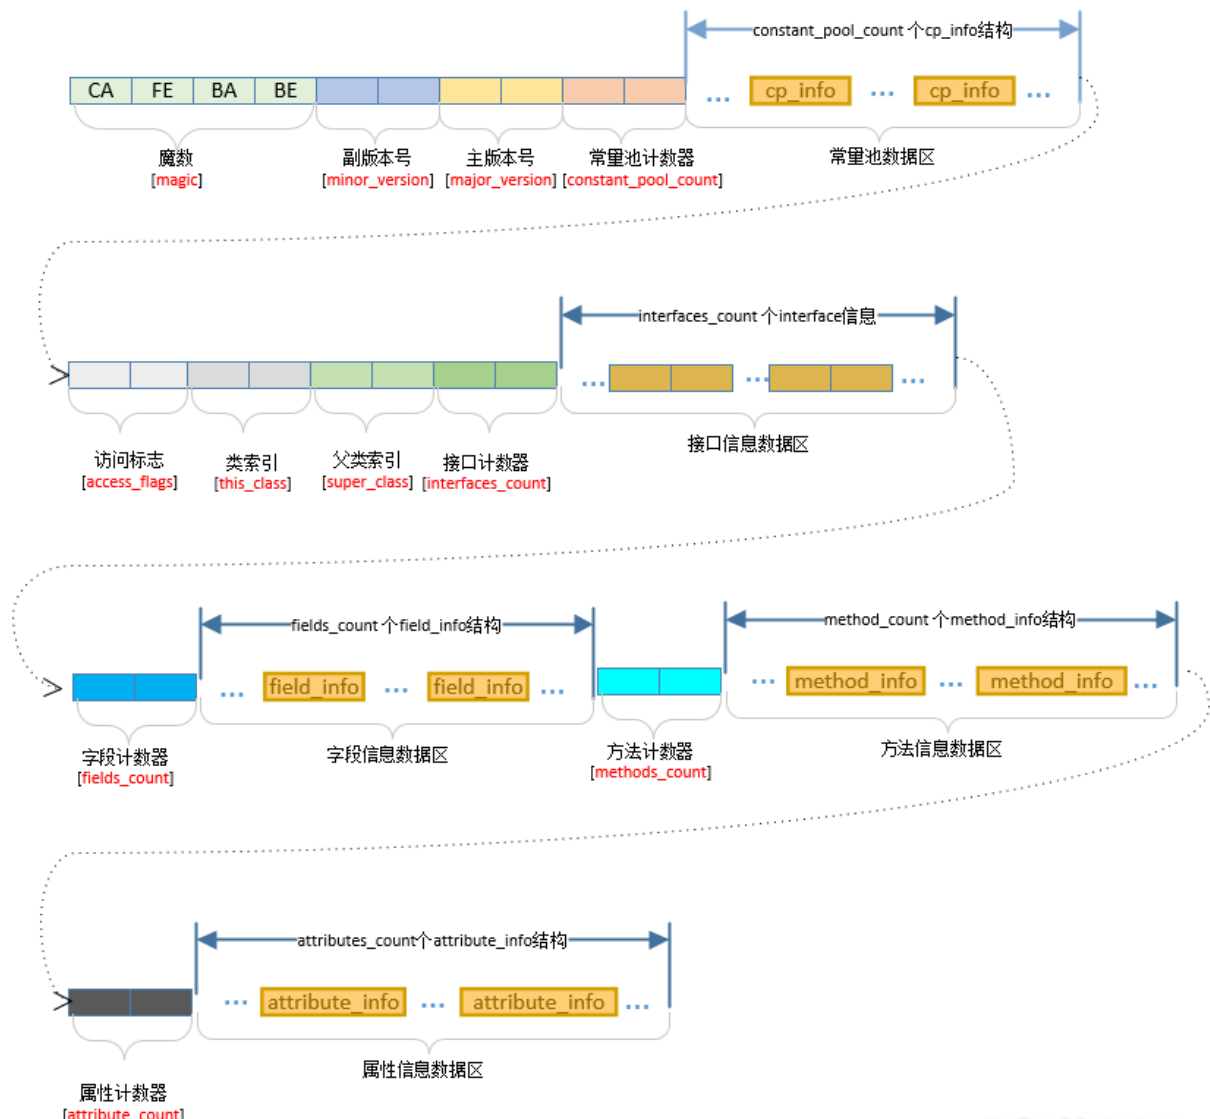 constant_pool_count 个cp_info结构
CA FE BA BE ... cp_info ... cp_info ...
魔数 副版本号 主版本号 常量池计数器 常量池数据区
[magic] [minor_version] [major_version] [constant_pool_count]
interfaces_count 个interface信息
... ... ...
访问标志 类索引 父类索引 接口计数器 接口信息数据区
[access_flags] [this_class] [super_class] [interfaces_count]
fields_count 个field_info结构 method_count 个method_info结构
... field_info ... field_info ... ... method_info ... method_info ...
字段计数器 字段信息数据区 方法计数器 方法信息数据区
[fields_count] [methods_count]
attributes_count个attribute_info结构
... attribute_info ... attribute_info ...
属性计数器 属性信息数据区
[attribute_count]